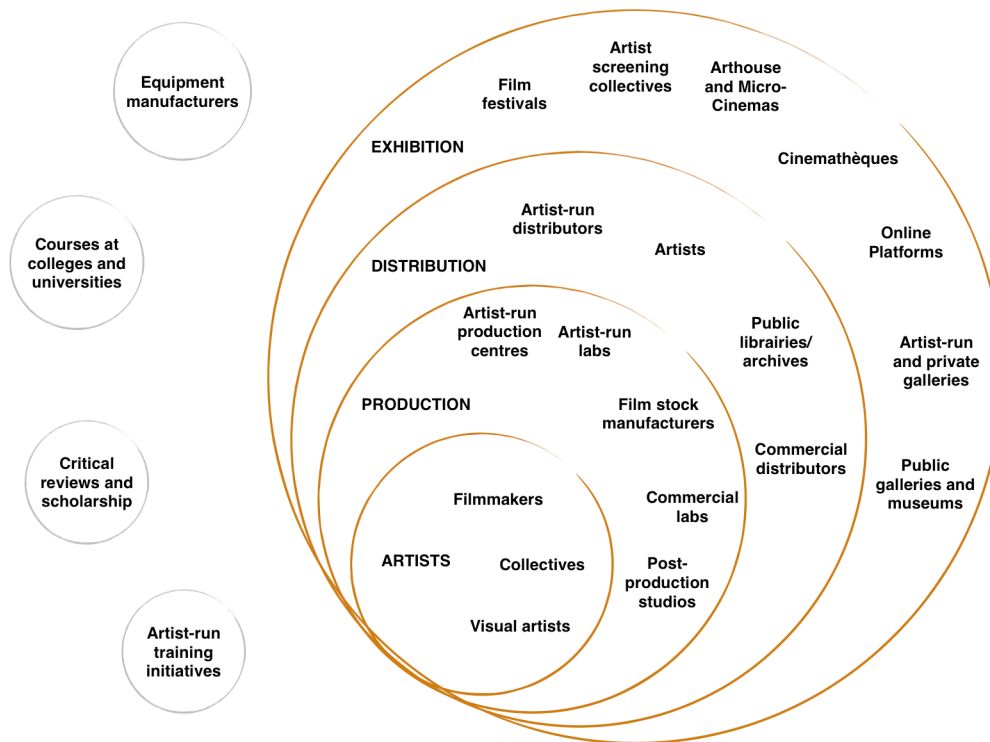 Equipment
manufacturers
Courses at
colleges and
universities
Critical
reviews and
scholarship
Artist-run
training
initiatives
EXHIBITION
Film
festivals
Artist
screening
collectives
Arthouse
and Micro-
Cinemas
Cinemathèques
Online
Platforms
Artist-run
and private
galleries
Public
galleries and
museums
DISTRIBUTION
Artist-run
distributors
Artists
Public
librairies/
archives
Commercial
distributors
PRODUCTION
Artist-run
production
centres
Artist-run
labs
Film stock
manufacturers
Commercial
labs
Post-
production
studios
ARTISTS
Filmmakers
Collectives
Visual artists